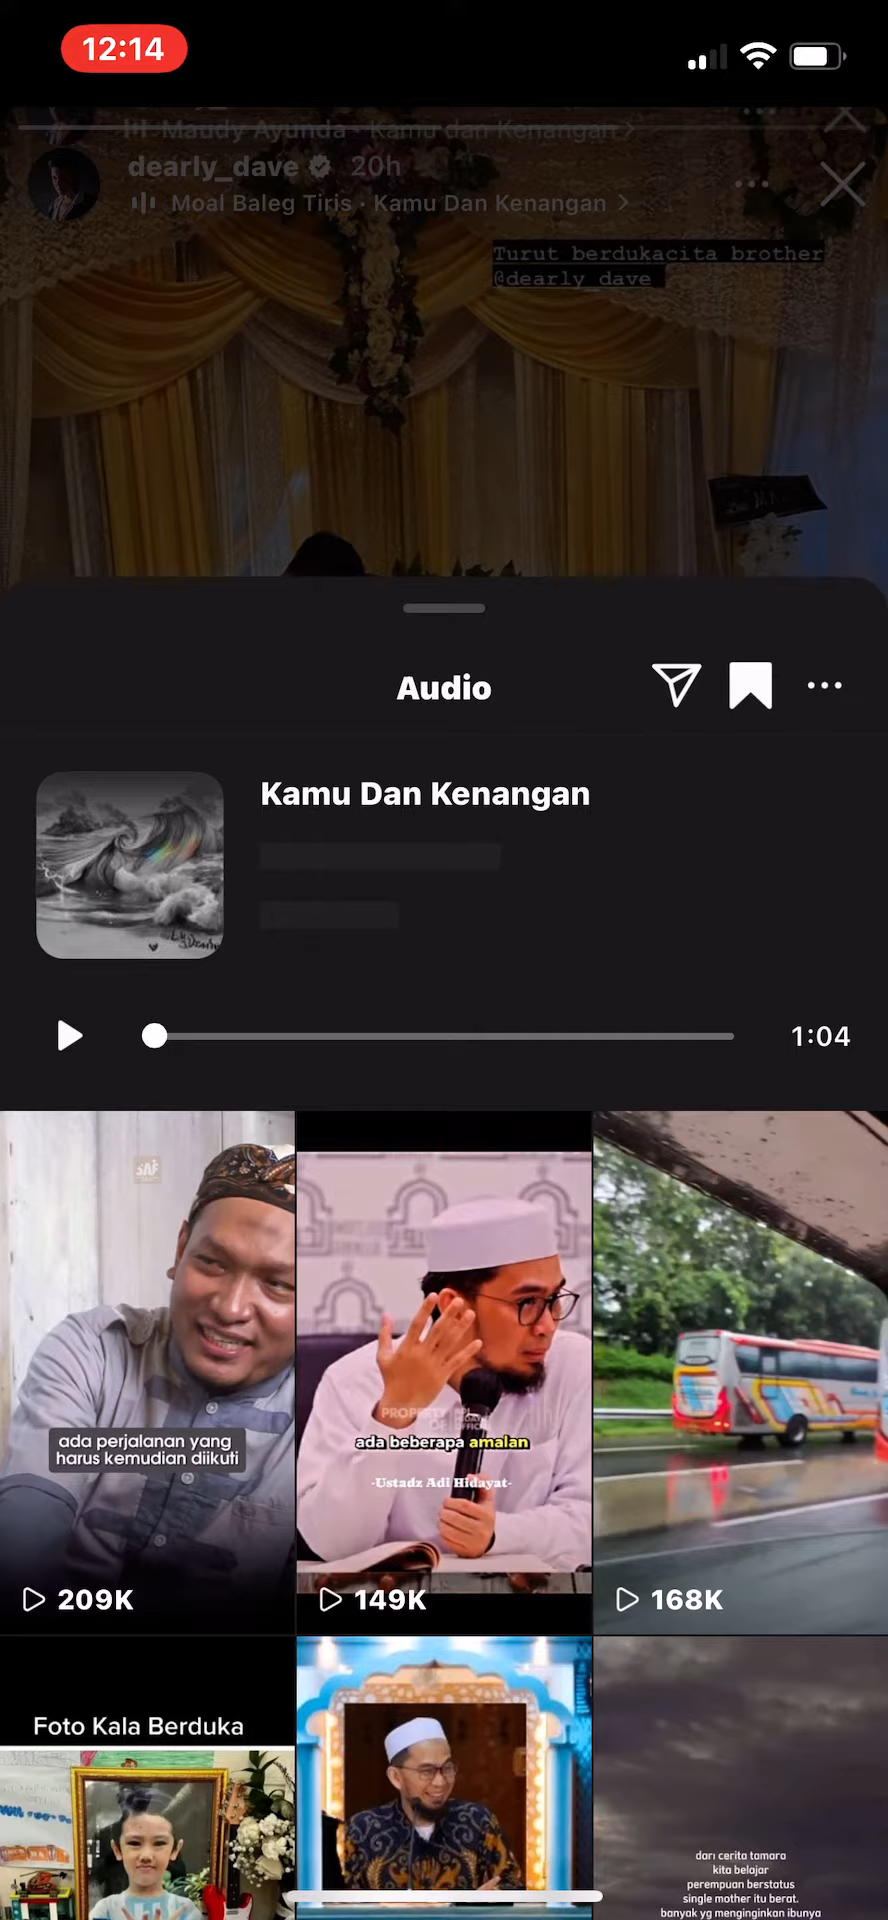 12:14
Maudy Ayunda · Kamu dan Kenangan >
dearly_dave 20h
Moal Baleg Tiris · Kamu Dan Kenangan >
Turut berdukacita brother
@dearly_dave
Audio
Kamu Dan Kenangan
1:04
SAF
ada perjalanan yang
harus kemudian diikuti
209K
PROPERTY
OF
ada beberapa amalan
-Ustadz Adi Hidayat-
149K
168K
Foto Kala Berduka
dari cerita tamara
kita belajar
perempuan berstatus
single mother itu berat.
banyak yg menginginkan ibunya